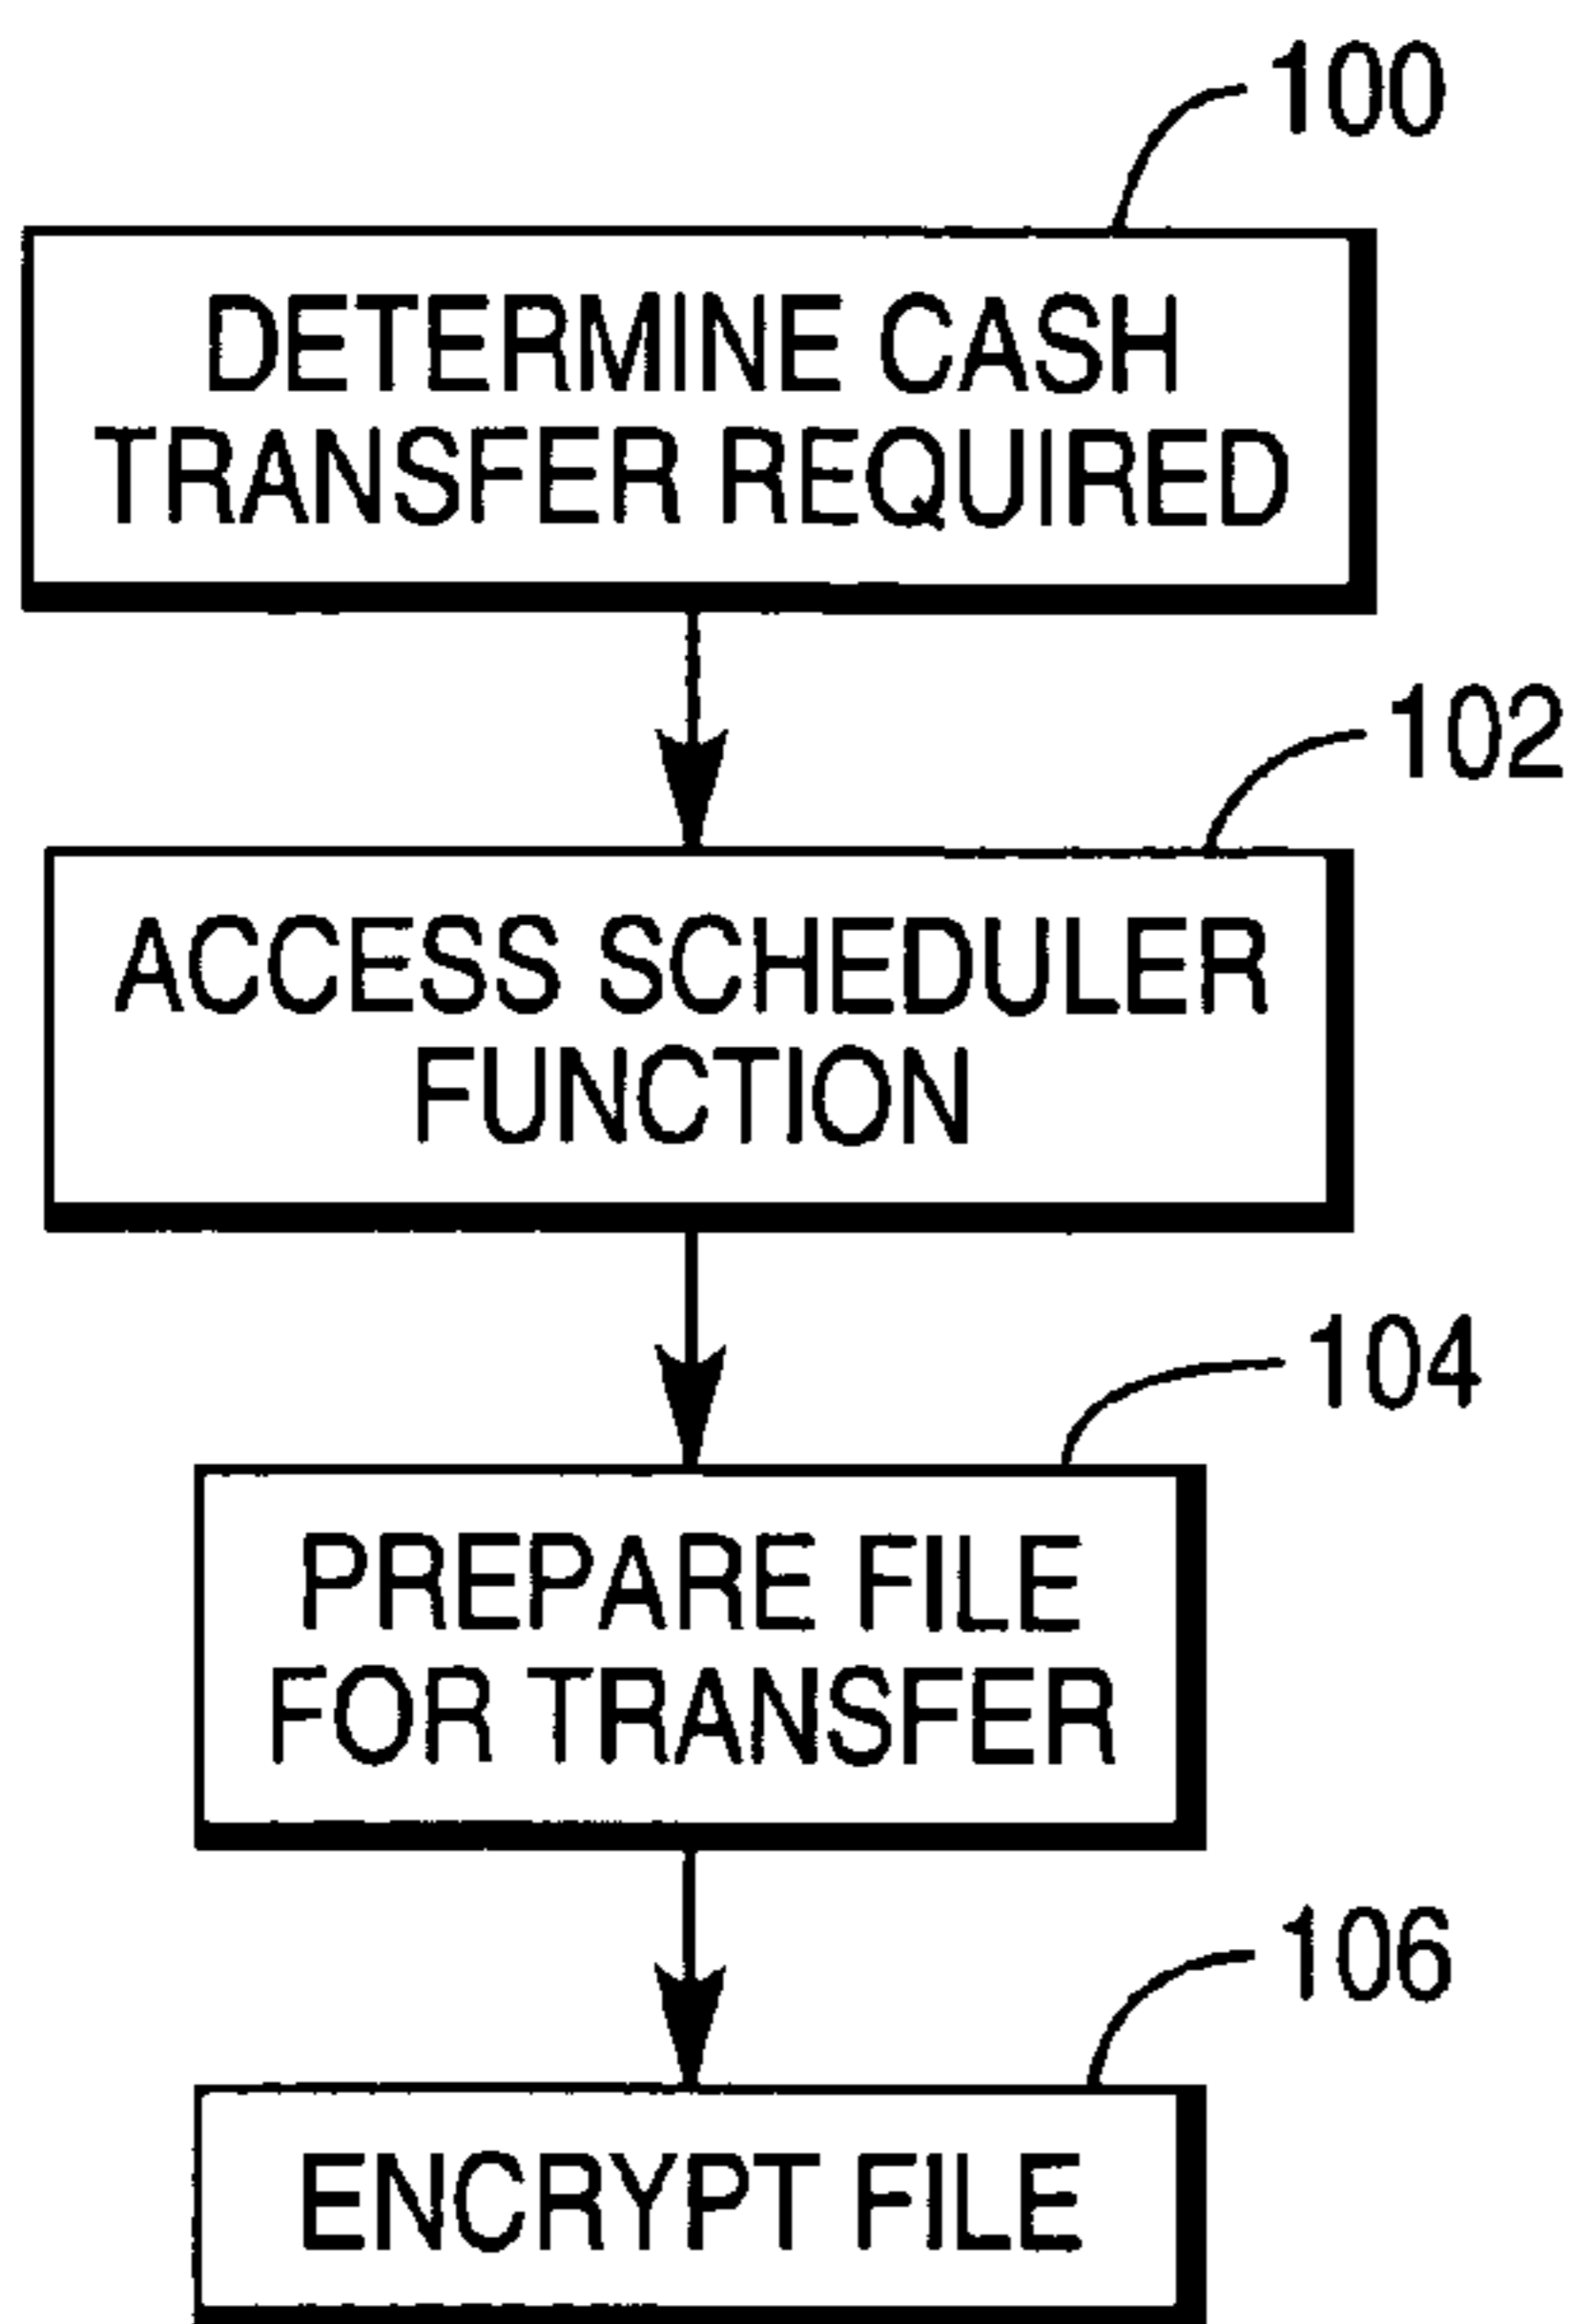 100
DETERMINE CASH
TRANSFER REQUIRED
102
ACCESS SCHEDULER
FUNCTION
104
PREPARE FILE
FOR TRANSFER
106
ENCRYPT FILE